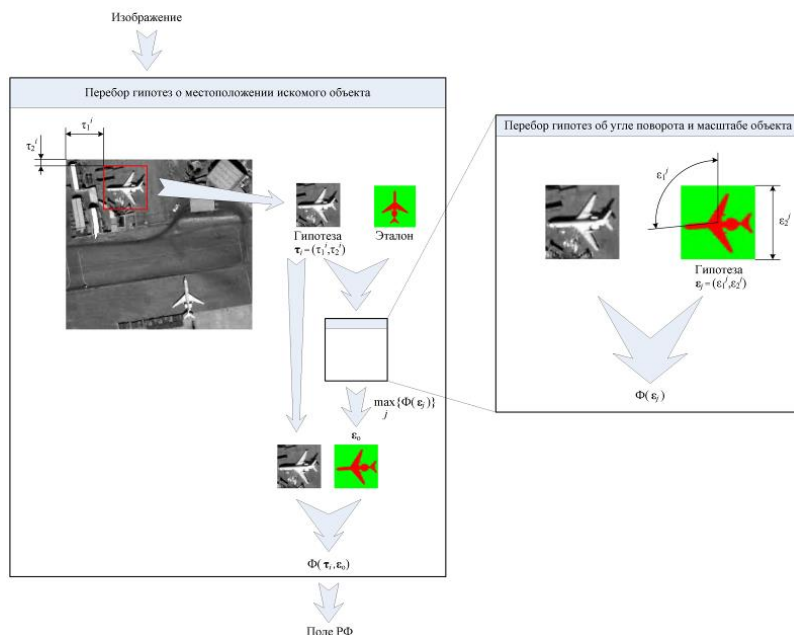 Изображение
Перебор гипотез о местоположении искомого объекта
τ₁ⁱ
τ₂ⁱ
Гипотеза
τᵢ = (τ₁ⁱ,τ₂ⁱ)
Эталон
max{Φ(εⱼ)}
j
ε₀
Φ(τᵢ,ε₀)
Поле РФ
Перебор гипотез об угле поворота и масштабе объекта
ε₁ʲ
ε₂ʲ
Гипотеза
εⱼ = (ε₁ʲ,ε₂ʲ)
Φ(εⱼ)